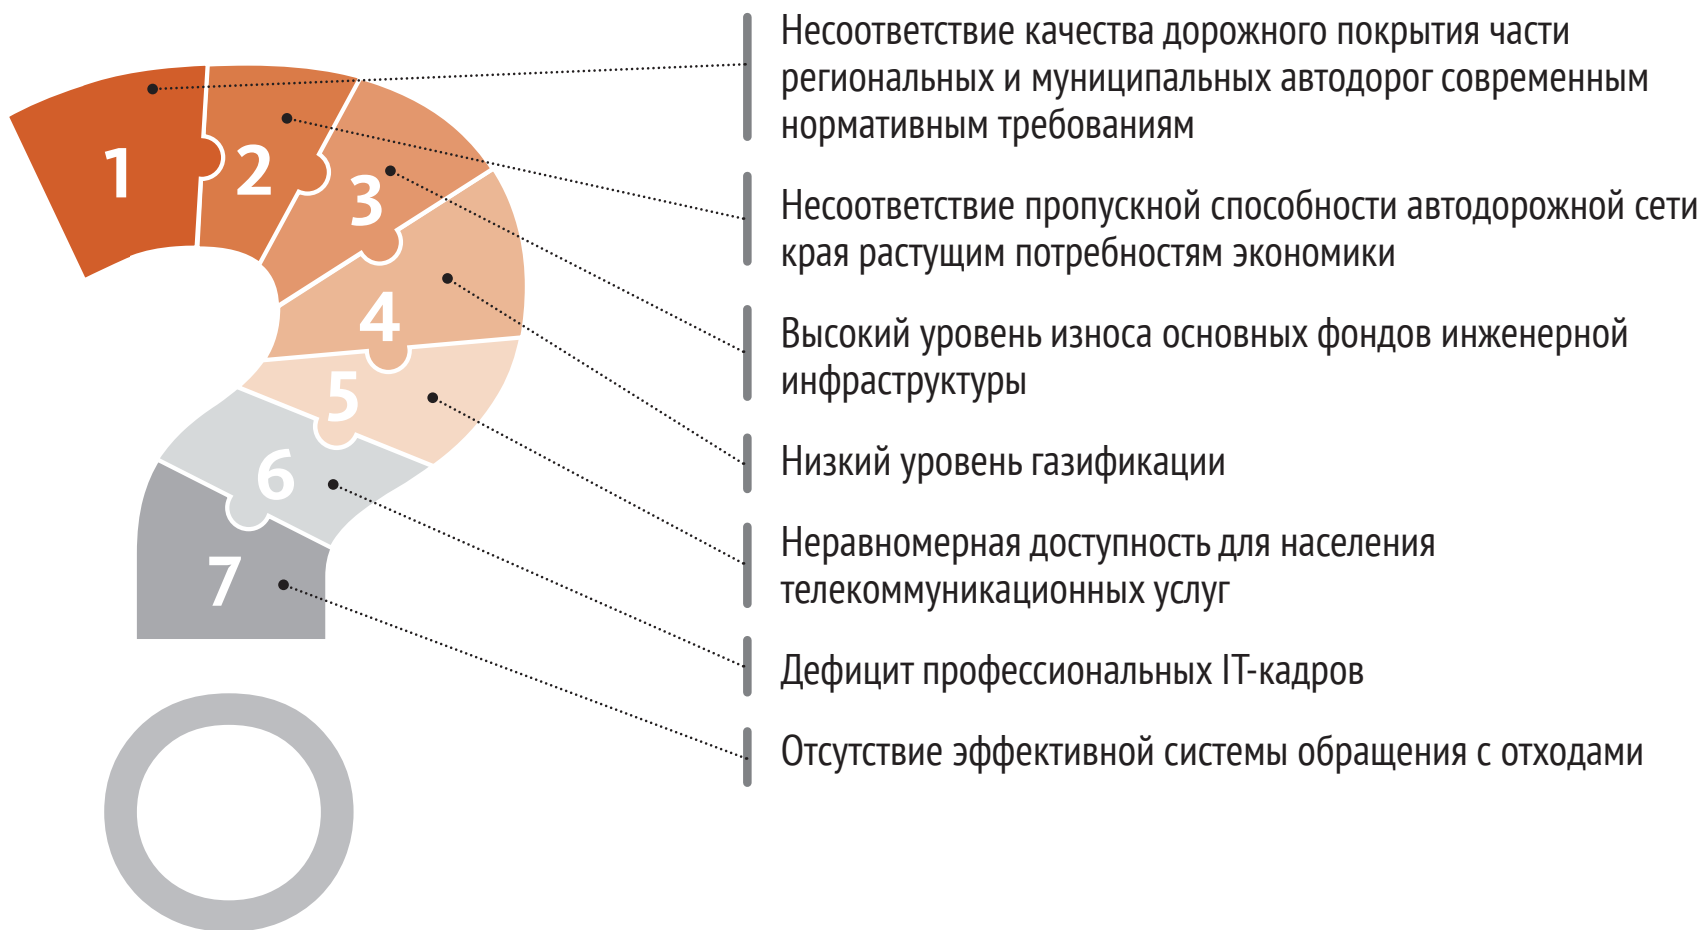 1
Несоответствие качества дорожного покрытия части
региональных и муниципальных автодорог современным
нормативным требованиям
2
Несоответствие пропускной способности автодорожной сети
края растущим потребностям экономики
3
Высокий уровень износа основных фондов инженерной
инфраструктуры
4
Низкий уровень газификации
5
Неравномерная доступность для населения
телекоммуникационных услуг
6
Дефицит профессиональных IT-кадров
7
Отсутствие эффективной системы обращения с отходами